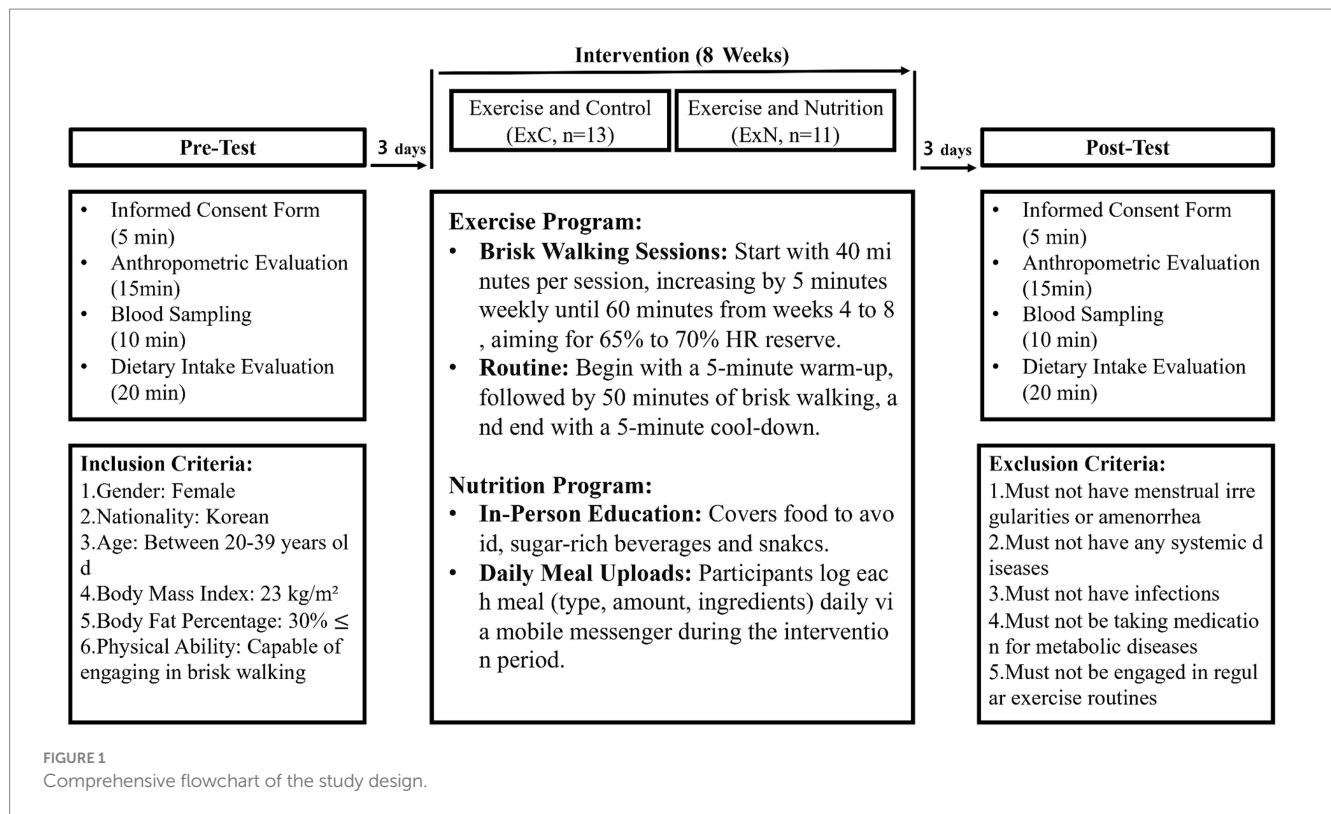 Intervention (8 Weeks)
Exercise and Control
(ExC, n=13)
Exercise and Nutrition
(ExN, n=11)
Pre-Test
3 days
3 days
Post-Test
• Informed Consent Form
(5 min)
• Anthropometric Evaluation
(15min)
• Blood Sampling
(10 min)
• Dietary Intake Evaluation
(20 min)
Inclusion Criteria:
1.Gender: Female
2.Nationality: Korean
3.Age: Between 20-39 years ol
d
4.Body Mass Index: 23 kg/m²
5.Body Fat Percentage: 30% ≤
6.Physical Ability: Capable of
engaging in brisk walking
Exercise Program:
• Brisk Walking Sessions: Start with 40 mi
nutes per session, increasing by 5 minutes
weekly until 60 minutes from weeks 4 to 8
, aiming for 65% to 70% HR reserve.
• Routine: Begin with a 5-minute warm-up,
followed by 50 minutes of brisk walking, a
nd end with a 5-minute cool-down.
Nutrition Program:
• In-Person Education: Covers food to avo
id, sugar-rich beverages and snakcs.
• Daily Meal Uploads: Participants log eac
h meal (type, amount, ingredients) daily vi
a mobile messenger during the interventio
n period.
• Informed Consent Form
(5 min)
• Anthropometric Evaluation
(15min)
• Blood Sampling
(10 min)
• Dietary Intake Evaluation
(20 min)
Exclusion Criteria:
1.Must not have menstrual irre
gularities or amenorrhea
2.Must not have any systemic d
iseases
3.Must not have infections
4.Must not be taking medicatio
n for metabolic diseases
5.Must not be engaged in regul
ar exercise routines
FIGURE 1
Comprehensive flowchart of the study design.